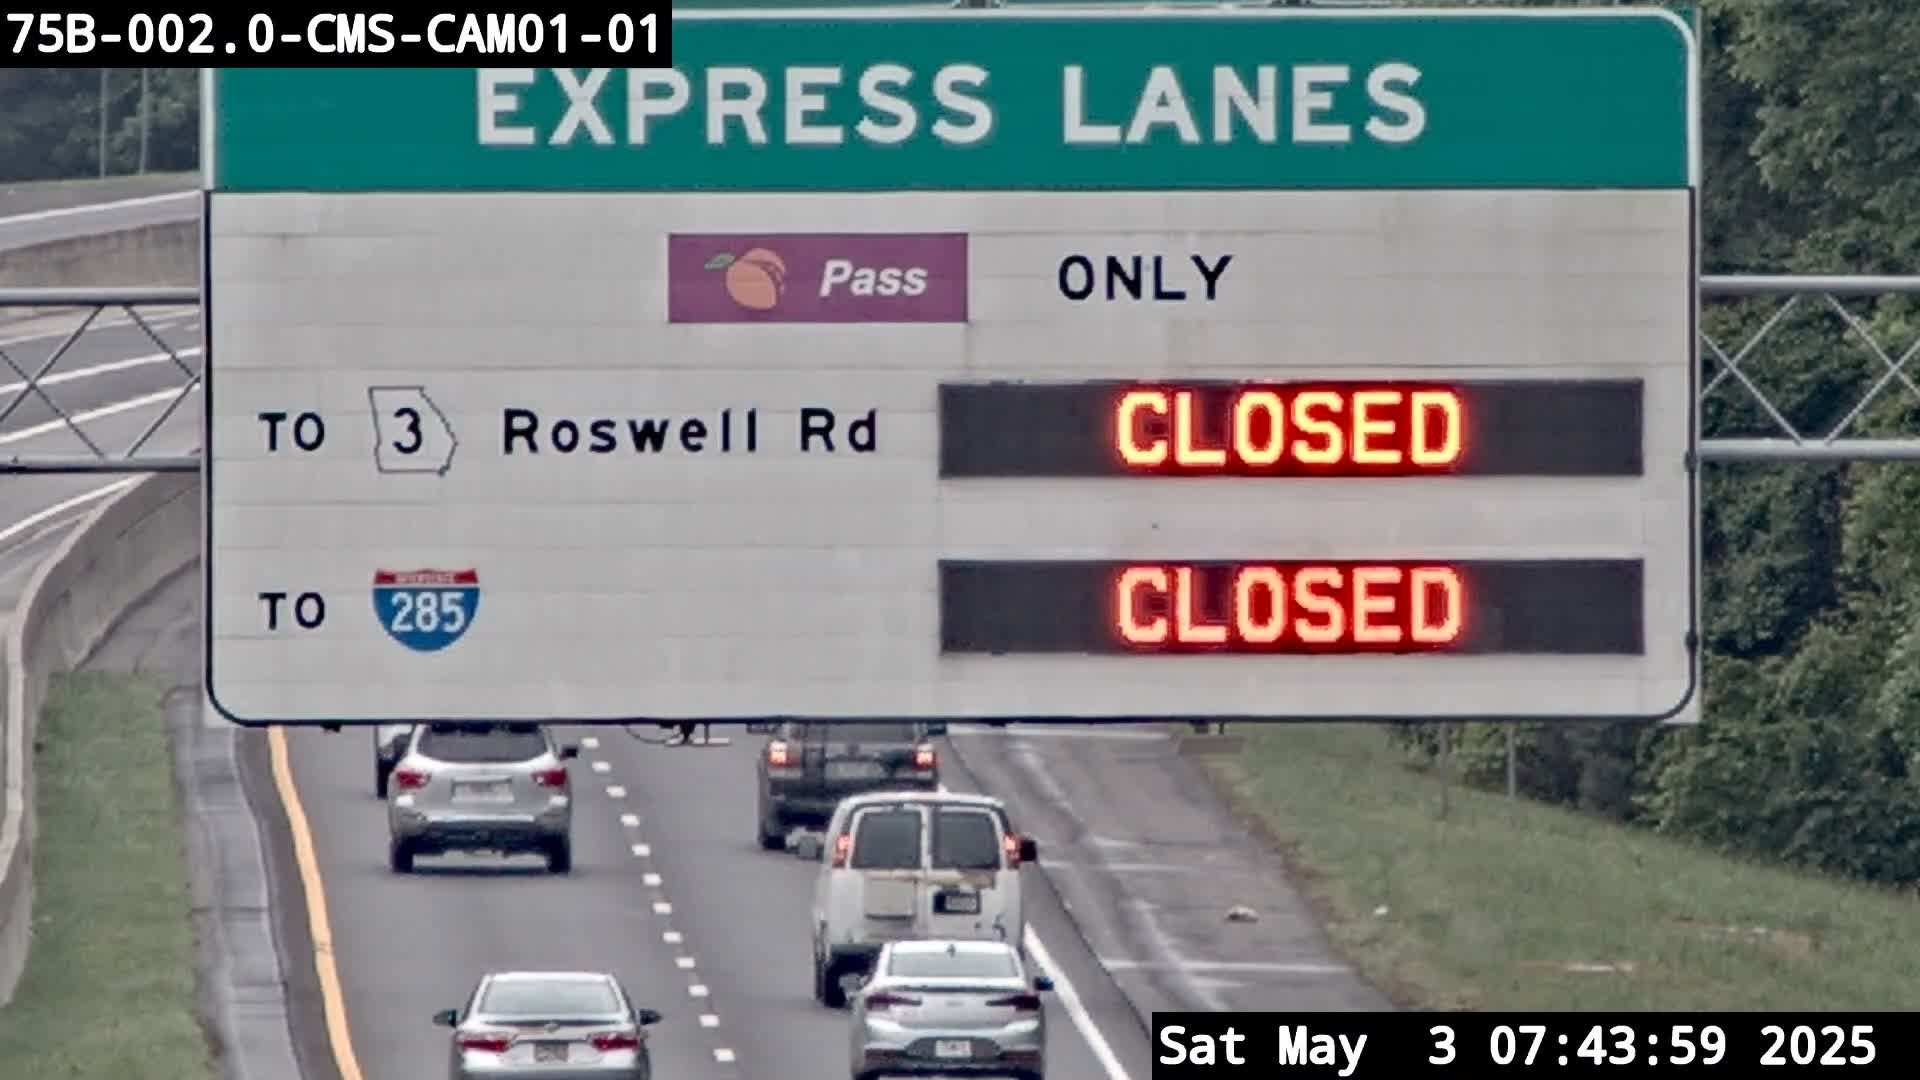 75B-002.0-CMS-CAM01-01
EXPRESS LANES
Pass ONLY
TO 3 Roswell Rd CLOSED
TO INTERSTATE 285 CLOSED
Sat May 3 07:43:59 2025